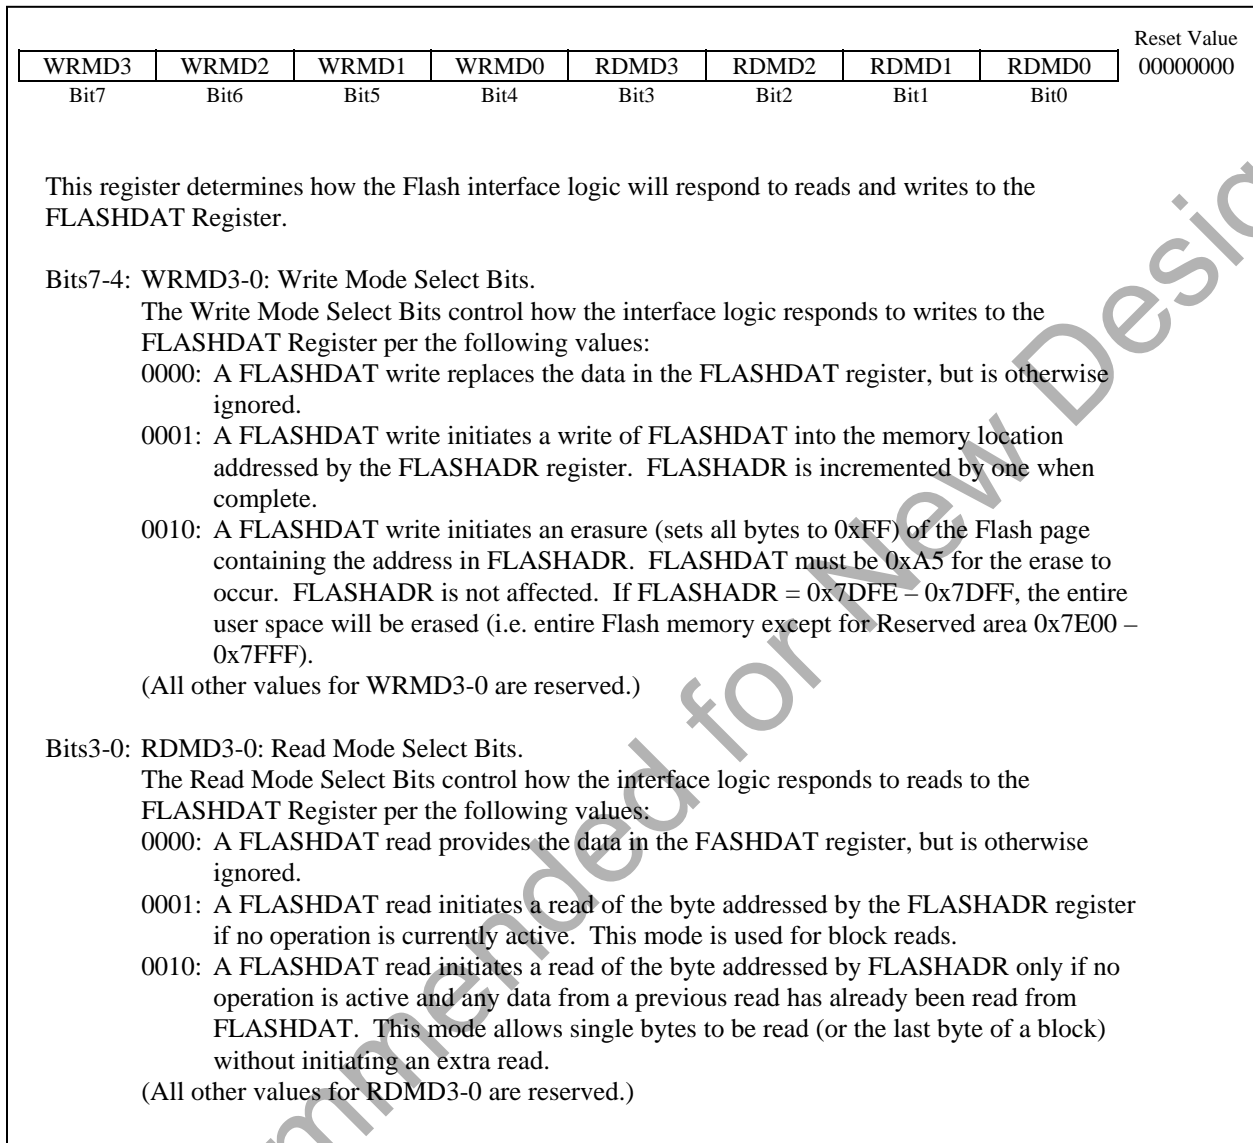 Reset Value
WRMD3 WRMD2 WRMD1 WRMD0 RDMD3 RDMD2 RDMD1 RDMD0 00000000
Bit7 Bit6 Bit5 Bit4 Bit3 Bit2 Bit1 Bit0
This register determines how the Flash interface logic will respond to reads and writes to the
FLASHDAT Register.
Bits7-4: WRMD3-0: Write Mode Select Bits.
The Write Mode Select Bits control how the interface logic responds to writes to the
FLASHDAT Register per the following values:
0000: A FLASHDAT write replaces the data in the FLASHDAT register, but is otherwise
ignored.
0001: A FLASHDAT write initiates a write of FLASHDAT into the memory location
addressed by the FLASHADR register. FLASHADR is incremented by one when
complete.
0010: A FLASHDAT write initiates an erasure (sets all bytes to 0xFF) of the Flash page
containing the address in FLASHADR. FLASHDAT must be 0xA5 for the erase to
occur. FLASHADR is not affected. If FLASHADR = 0x7DFE – 0x7DFF, the entire
user space will be erased (i.e. entire Flash memory except for Reserved area 0x7E00 –
0x7FFF).
(All other values for WRMD3-0 are reserved.)
Bits3-0: RDMD3-0: Read Mode Select Bits.
The Read Mode Select Bits control how the interface logic responds to reads to the
FLASHDAT Register per the following values:
0000: A FLASHDAT read provides the data in the FASHDAT register, but is otherwise
ignored.
0001: A FLASHDAT read initiates a read of the byte addressed by the FLASHADR register
if no operation is currently active. This mode is used for block reads.
0010: A FLASHDAT read initiates a read of the byte addressed by FLASHADR only if no
operation is active and any data from a previous read has already been read from
FLASHDAT. This mode allows single bytes to be read (or the last byte of a block)
without initiating an extra read.
(All other values for RDMD3-0 are reserved.)
mmended for New Desig